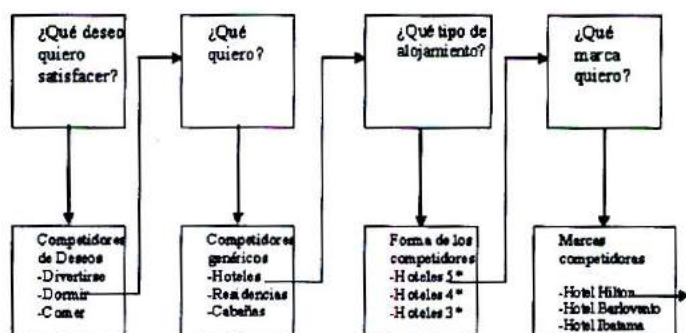 ¿Qué deseo
quiero
satisfacer?
¿Qué
quiero?
¿Qué tipo de
alojamiento?
¿Qué
marca
quiero?
Competidores
de Deseos
-Divertirse
-Dormir
-Comer
Competidores
genéricos
-Hoteles
-Residencias
-Cabañas
Forma de los
competidores
-Hoteles 5*
-Hoteles 4*
-Hoteles 3*
Marcas
competidoras
-Hotel Hilton
-Hotel Barlovento
-Hotel Ibatama